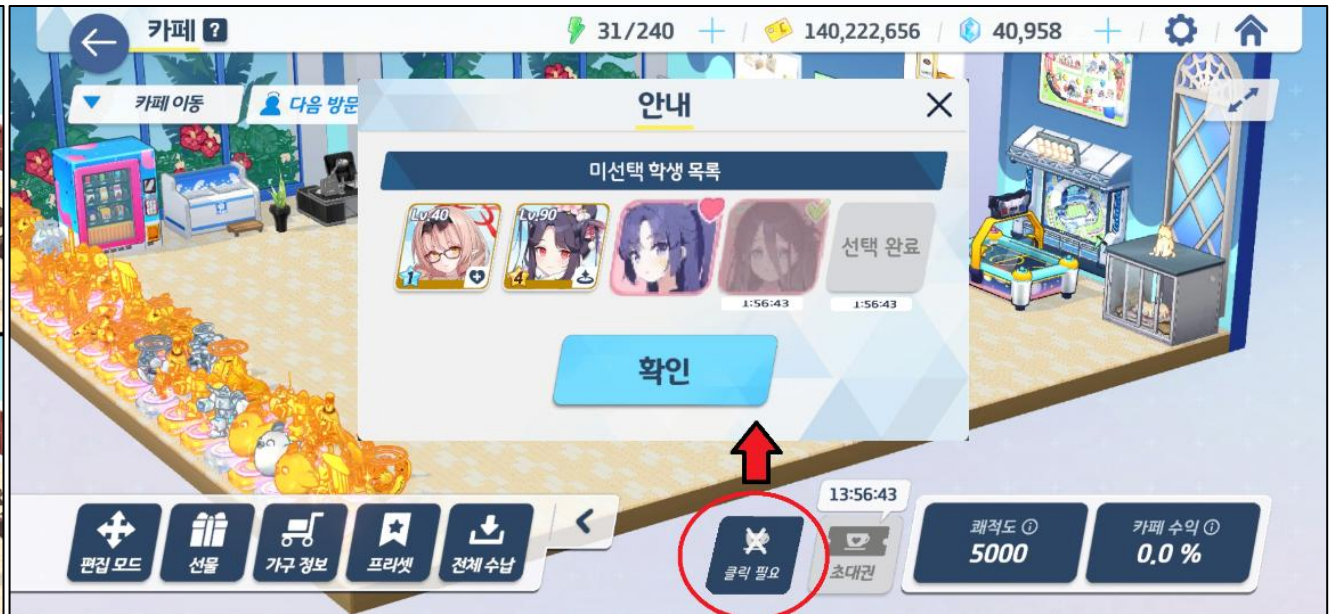 카페 ?
31/240
140,222,656
40,958
카페 이동
다음 방문
안내
미선택 학생 목록
Lv.40
1
Lv.90
4
선택 완료
1:56:43
1:56:43
확인
13:56:43
편집 모드
선물
가구 정보
프리셋
전체 수납
클릭 필요
초대권
쾌적도
5000
카페 수익
0.0 %